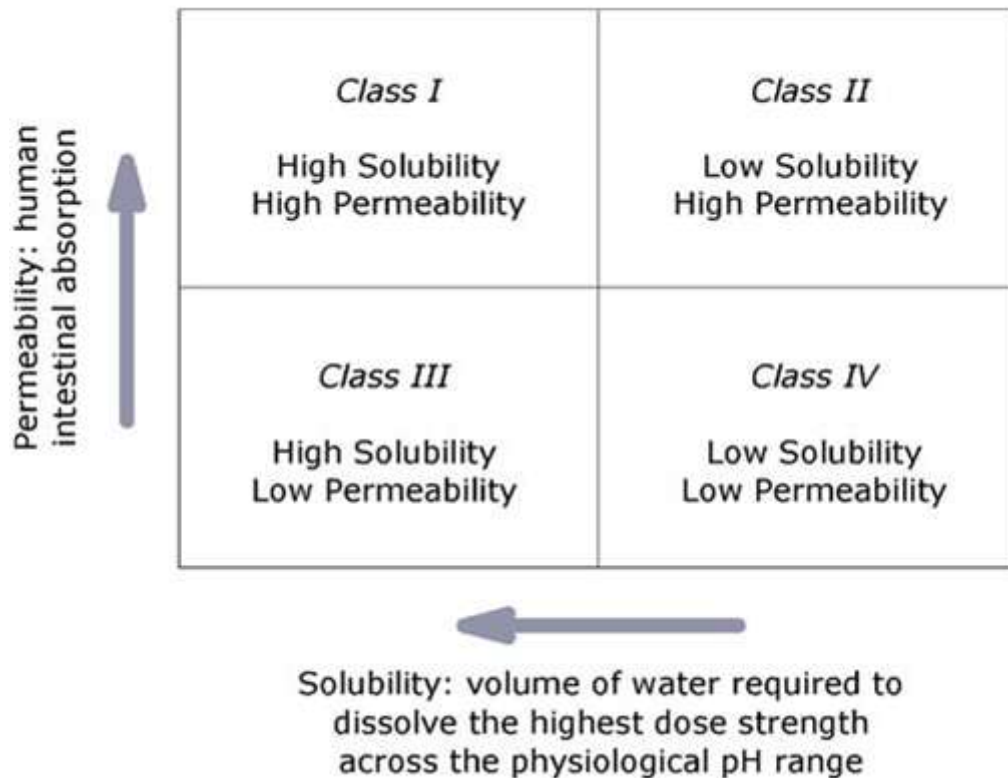 Permeability: human
intestinal absorption
Class I
High Solubility
High Permeability
Class II
Low Solubility
High Permeability
Class III
High Solubility
Low Permeability
Class IV
Low Solubility
Low Permeability
Solubility: volume of water required to
dissolve the highest dose strength
across the physiological pH range